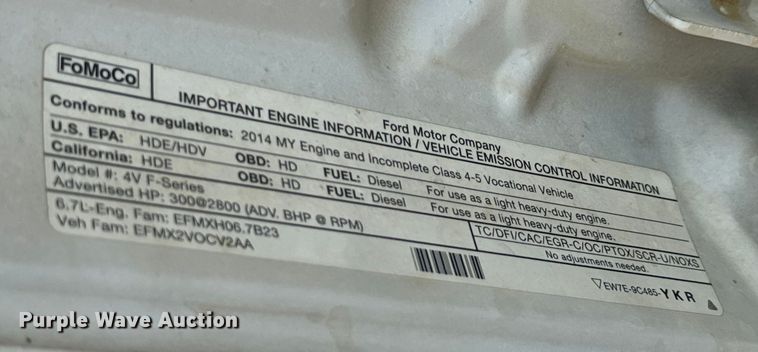 FoMoCo
Ford Motor Company
IMPORTANT ENGINE INFORMATION / VEHICLE EMISSION CONTROL INFORMATION
Conforms to regulations: 2014 MY Engine and Incomplete Class 4-5 Vocational Vehicle
U.S. EPA: HDE/HDV OBD: HD FUEL: Diesel For use as a light heavy-duty engine.
California: HDE OBD: HD FUEL: Diesel For use as a light heavy-duty engine.
Model #: 4V F-Series
Advertised HP: 300@2800 (ADV. BHP @ RPM) TC/DFI/CAC/EGR-C/OC/PTOX/SCR-U/NOXS
6.7L-Eng. Fam: EFMXH06.7B23 No adjustments needed.
Veh Fam: EFMX2VOCV2AA
EW7E-9C485-YKR
Purple Wave Auction